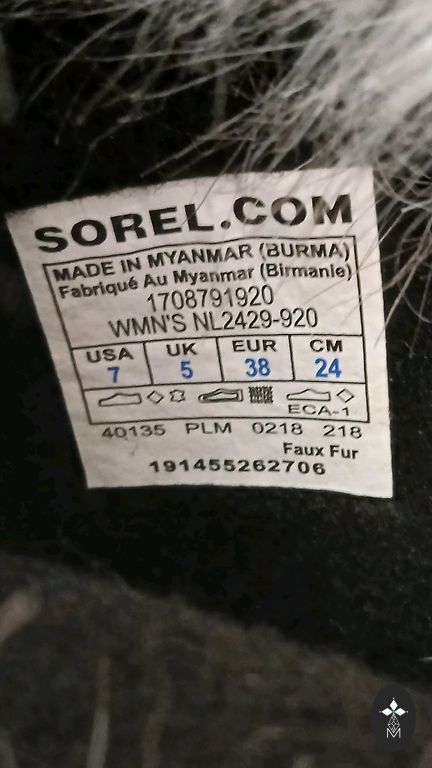 SOREL.COM
MADE IN MYANMAR (BURMA)
Fabriqué Au Myanmar (Birmanie)
1708791920
WMN'S NL2429-920
USA UK EUR CM
7 5 38 24
ECA-1
40135 PLM 0218 218
Faux Fur
191455262706
M